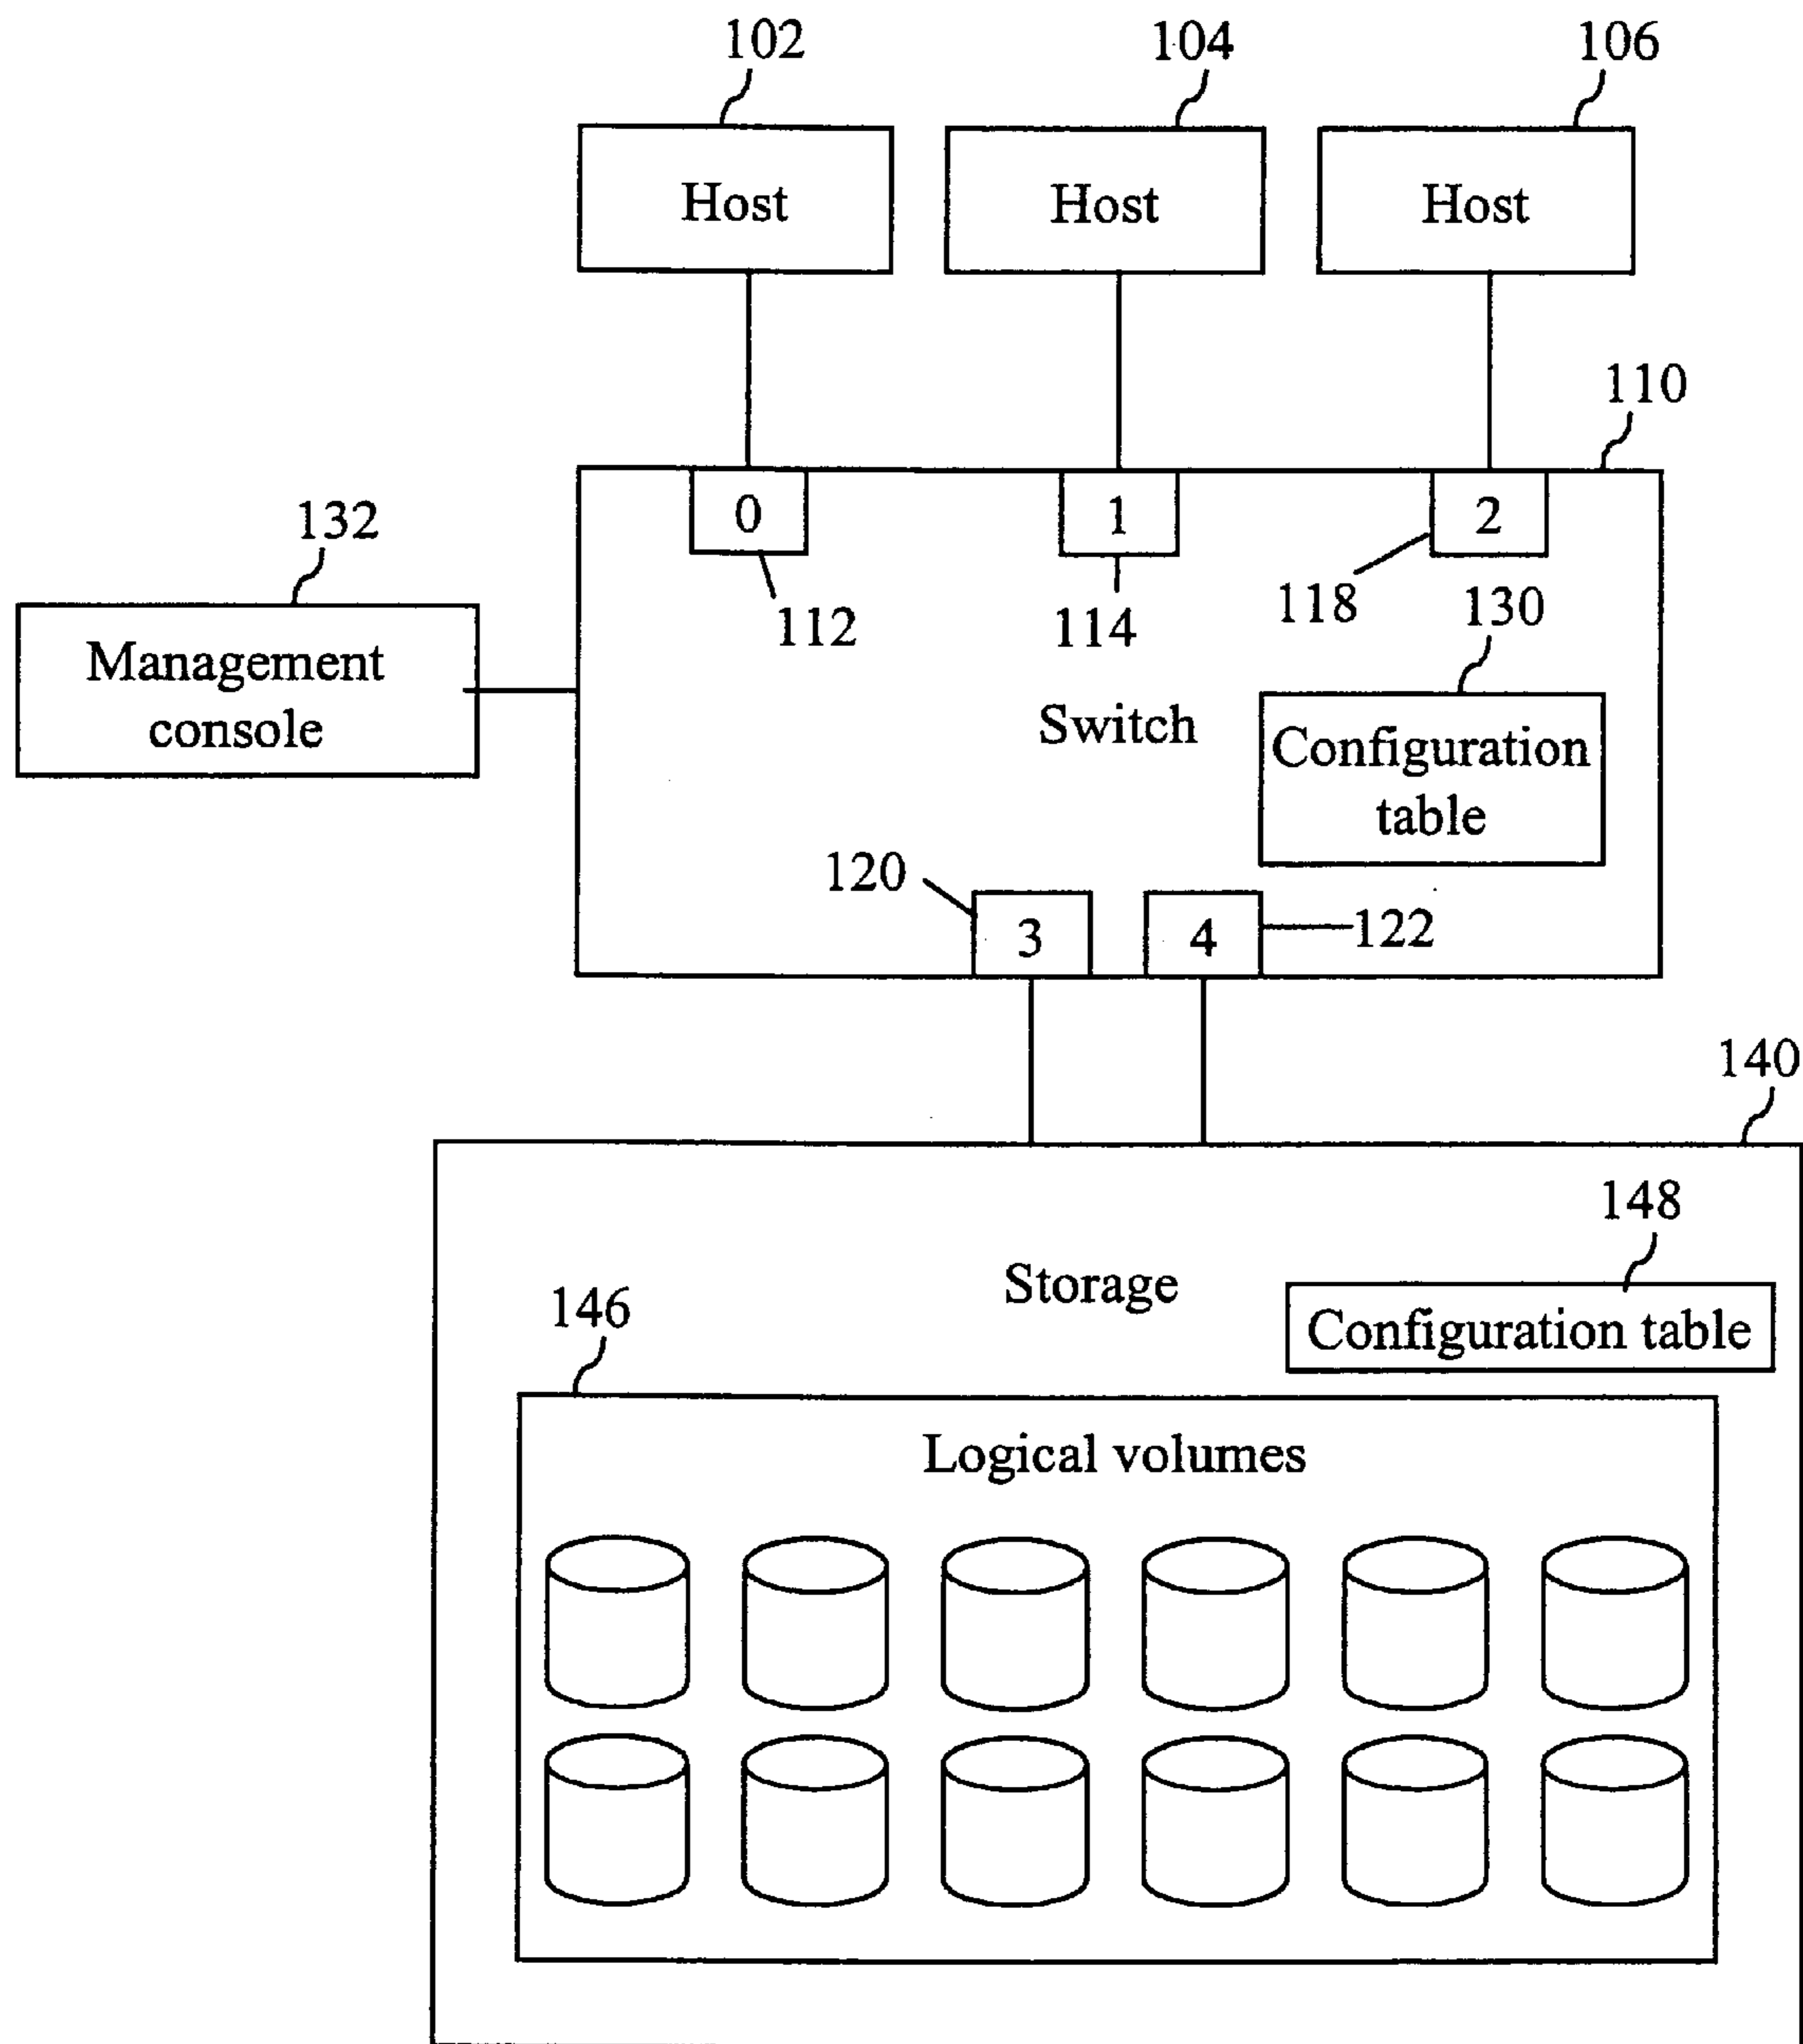 102
104
106
Host
Host
Host
110
0
1
2
132
112
114
118
130
Management
console
Switch
Configuration
table
120
3
4
122
140
148
Storage
146
Configuration table
Logical volumes